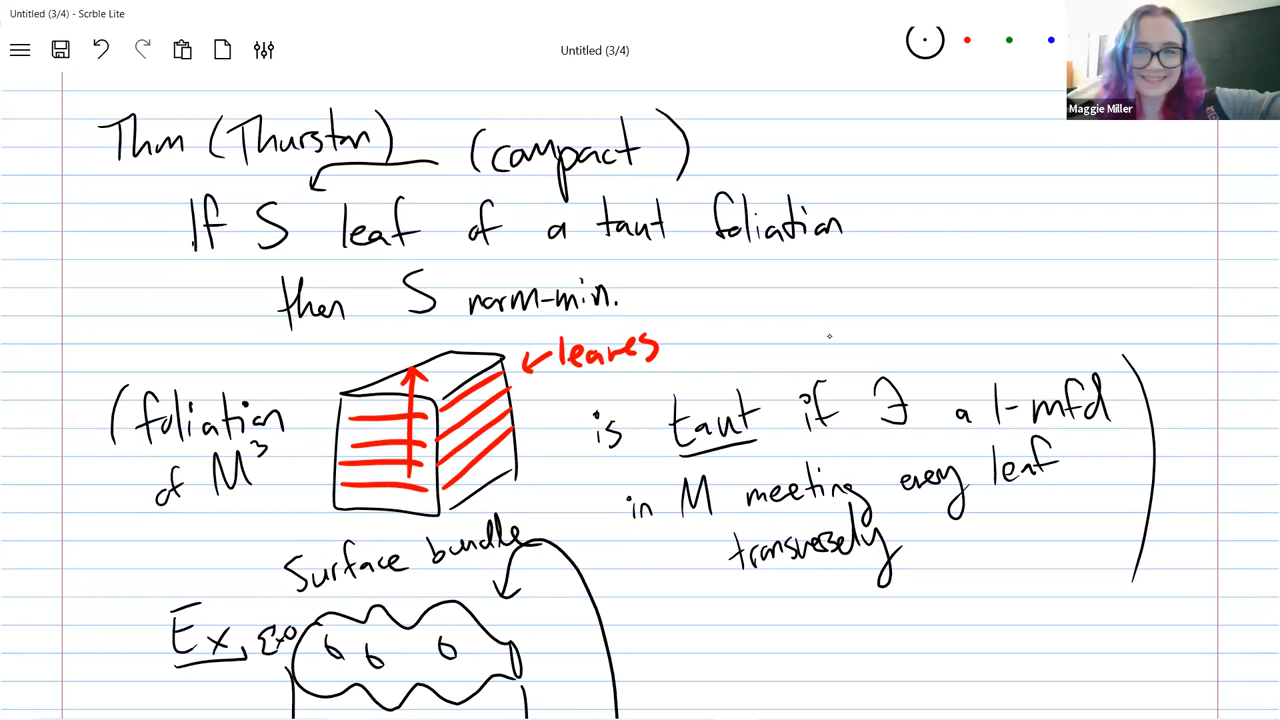 Untitled (3/4) - Scrble Lite
Untitled (3/4)
Maggie Miller
Thm (Thurston) (compact)
If S leaf of a taut foliation
then S norm-min.
← leaves
(foliation of M³
is taut if ∃ a 1-mfd
in M meeting every leaf
transversely)
Surface bundle
Ex.